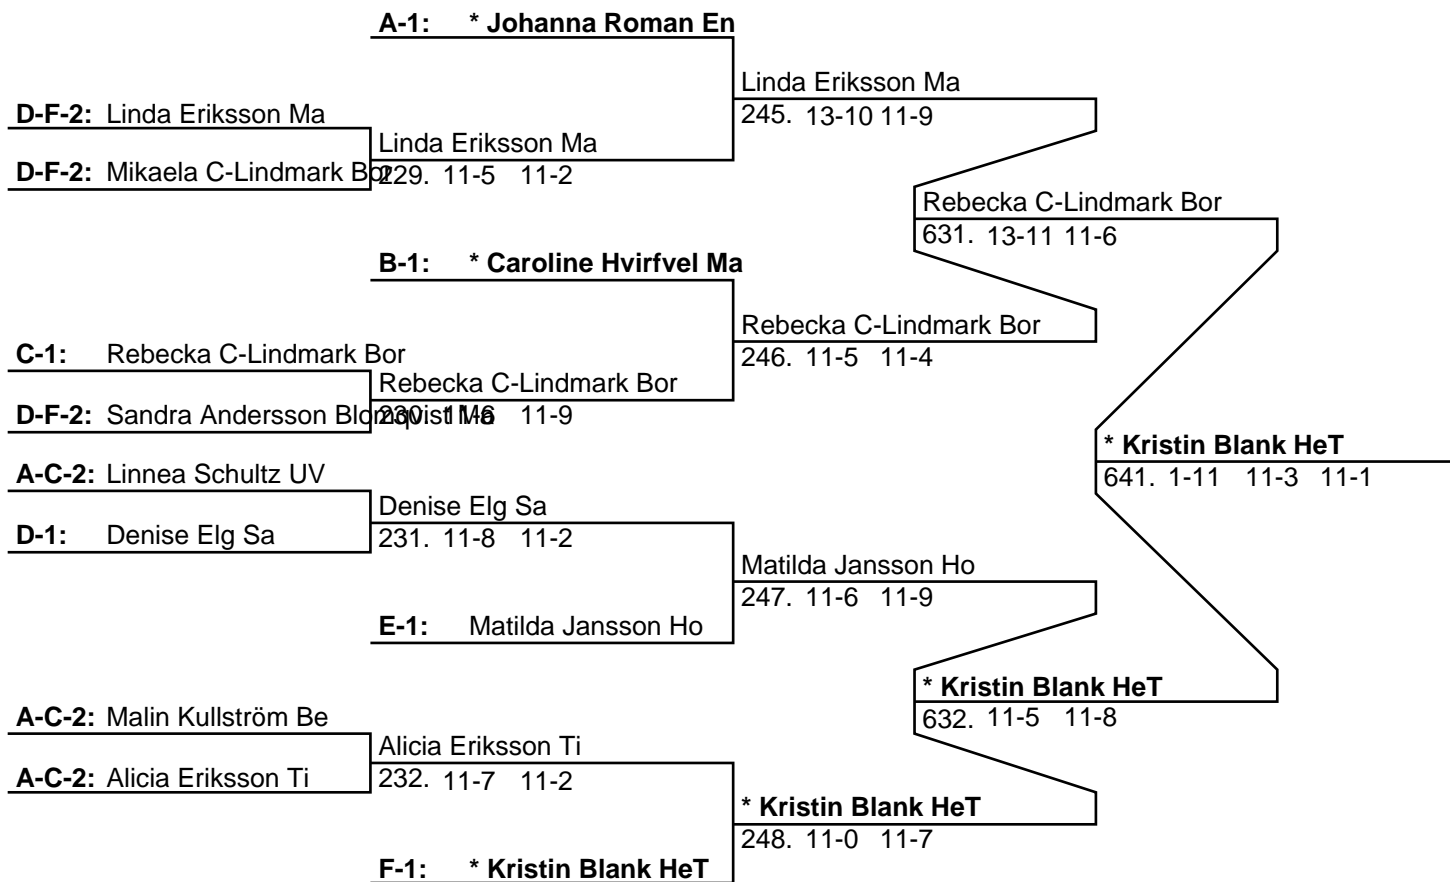 A-1: * Johanna Roman En
Linda Eriksson Ma
D-F-2: Linda Eriksson Ma
245. 13-10 11-9
Linda Eriksson Ma
D-F-2: Mikaela C-Lindmark Bor
229. 11-5 11-2
Rebecka C-Lindmark Bor
631. 13-11 11-6
B-1: * Caroline Hvirfvel Ma
Rebecka C-Lindmark Bor
C-1: Rebecka C-Lindmark Bor
246. 11-5 11-4
Rebecka C-Lindmark Bor
D-F-2: Sandra Andersson Blomqvist Ma
230. 11-6 11-9
* Kristin Blank HeT
A-C-2: Linnea Schultz UV
641. 1-11 11-3 11-1
Denise Elg Sa
D-1: Denise Elg Sa
231. 11-8 11-2
Matilda Jansson Ho
247. 11-6 11-9
E-1: Matilda Jansson Ho
* Kristin Blank HeT
A-C-2: Malin Kullström Be
632. 11-5 11-8
Alicia Eriksson Ti
A-C-2: Alicia Eriksson Ti
232. 11-7 11-2
* Kristin Blank HeT
248. 11-0 11-7
F-1: * Kristin Blank HeT